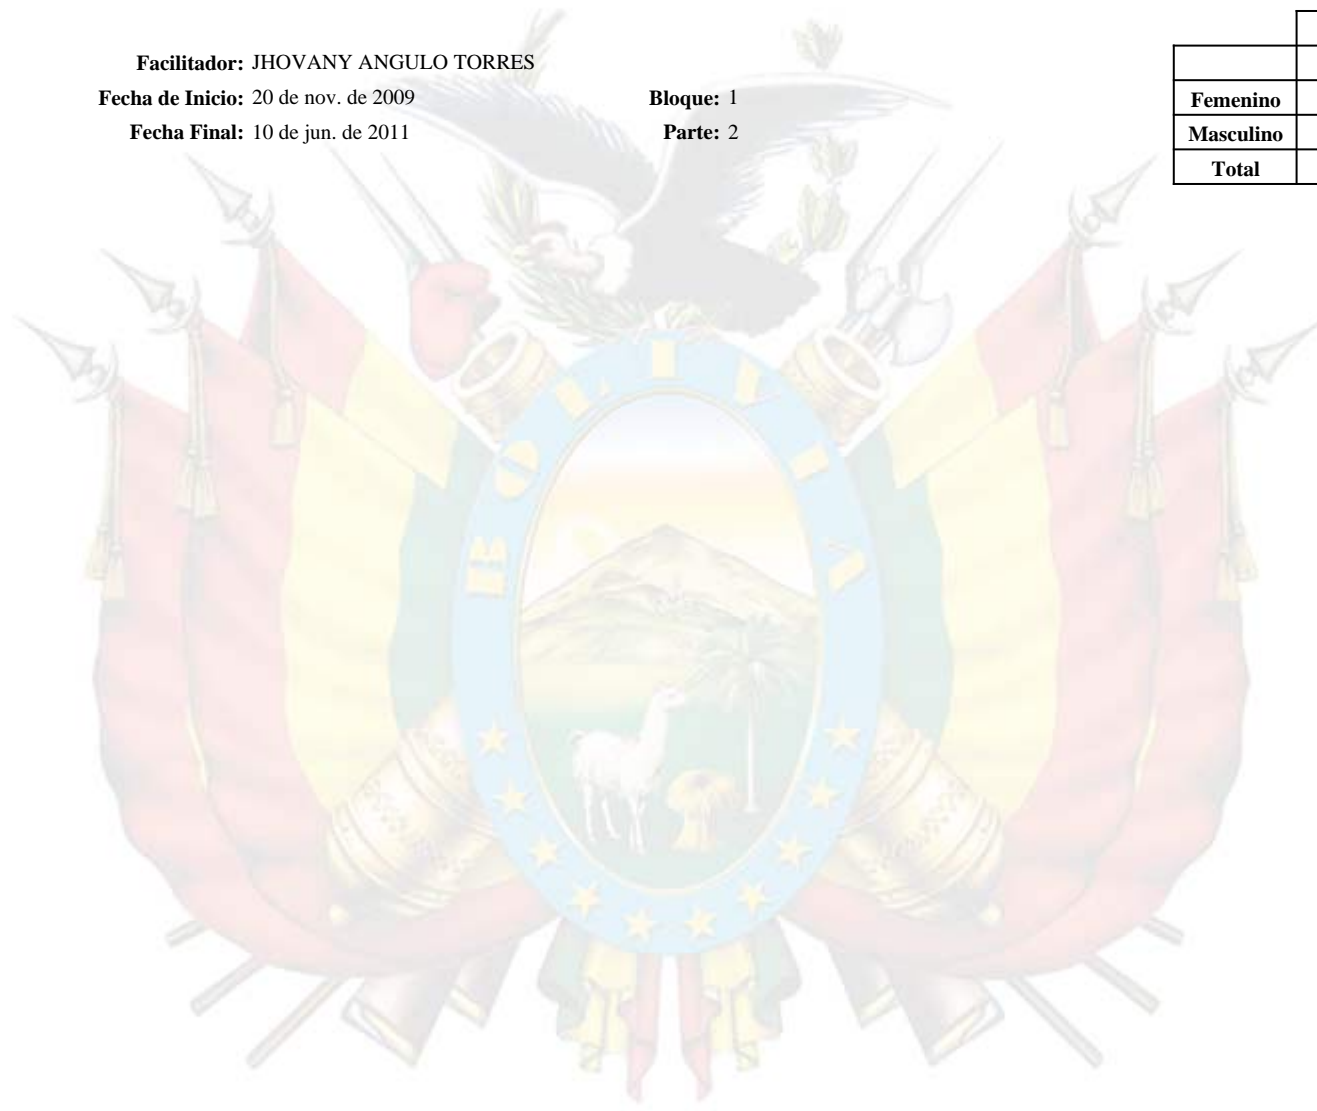 Facilitador: JHOVANY ANGULO TORRES
Fecha de Inicio: 20 de nov. de 2009 Bloque: 1
Fecha Final: 10 de jun. de 2011 Parte: 2
Femenino
Masculino
Total
BOLIVIA